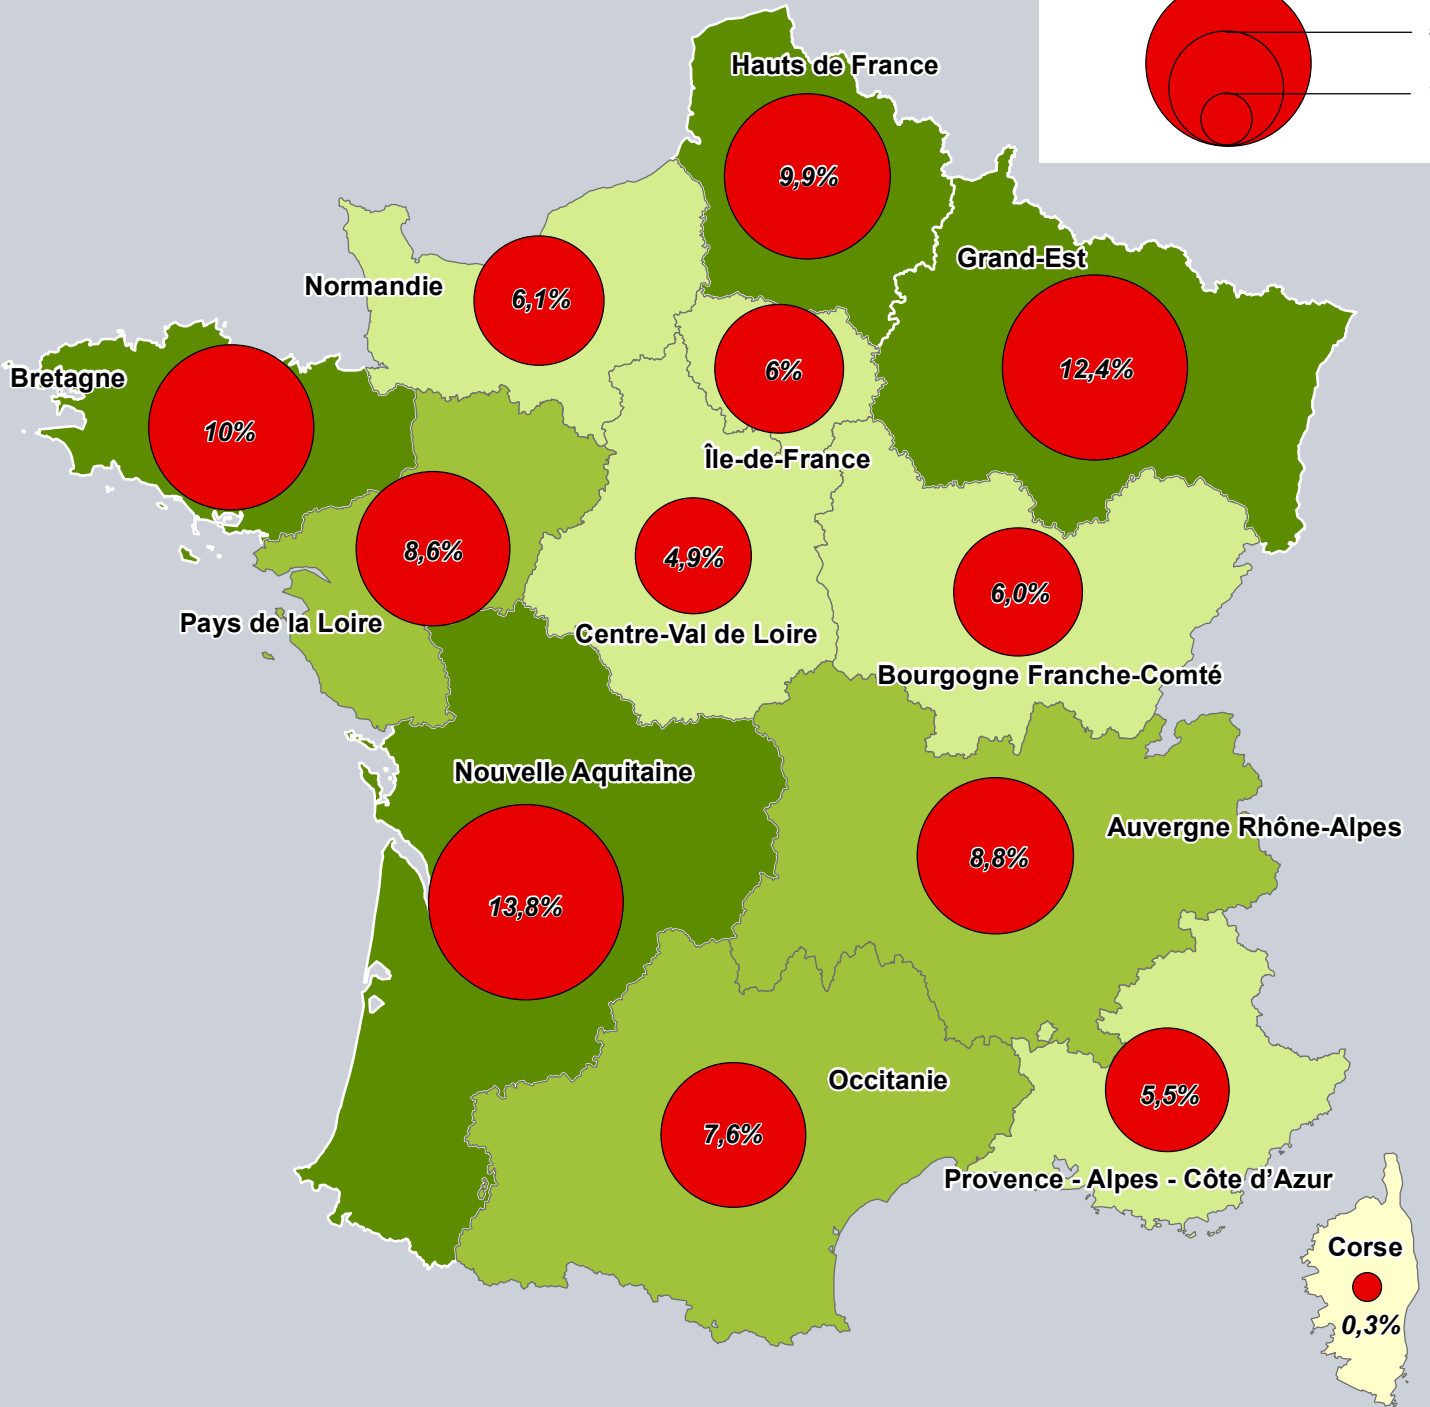 Hauts de France
9,9%
Grand-Est
12,4%
Normandie
6,1%
6%
Île-de-France
Bretagne
10%
8,6%
Pays de la Loire
4,9%
Centre-Val de Loire
6,0%
Bourgogne Franche-Comté
Nouvelle Aquitaine
13,8%
Auvergne Rhône-Alpes
8,8%
Occitanie
7,6%
5,5%
Provence - Alpes - Côte d’Azur
Corse
0,3%